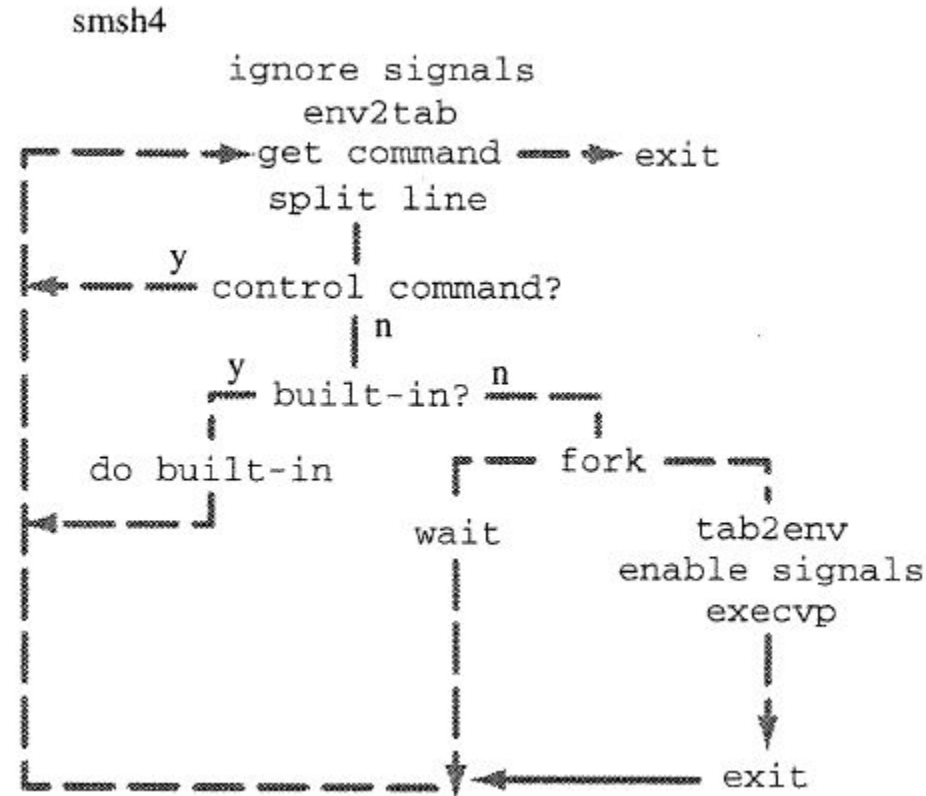 smsh4
ignore signals
env2tab
get command
exit
split line
y
control command?
n
y
built-in?
n
do built-in
fork
wait
tab2env
enable signals
execvp
exit